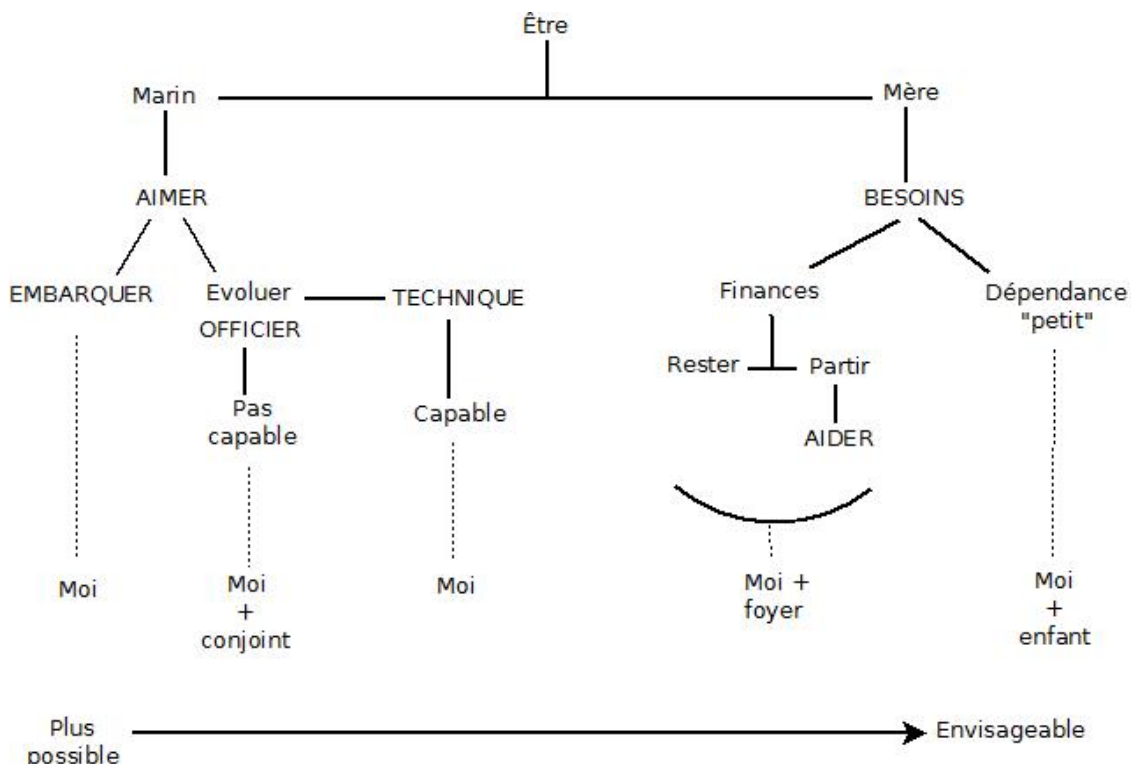 Être
Marin
Mère
AIMER
BESOINS
EMBARQUER
Evoluer
OFFICIER
TECHNIQUE
Finances
Dépendance
"petit"
Rester
Partir
Pas
capable
Capable
AIDER
Moi
Moi
+
conjoint
Moi
Moi +
foyer
Moi
+
enfant
Plus
possible
Envisageable